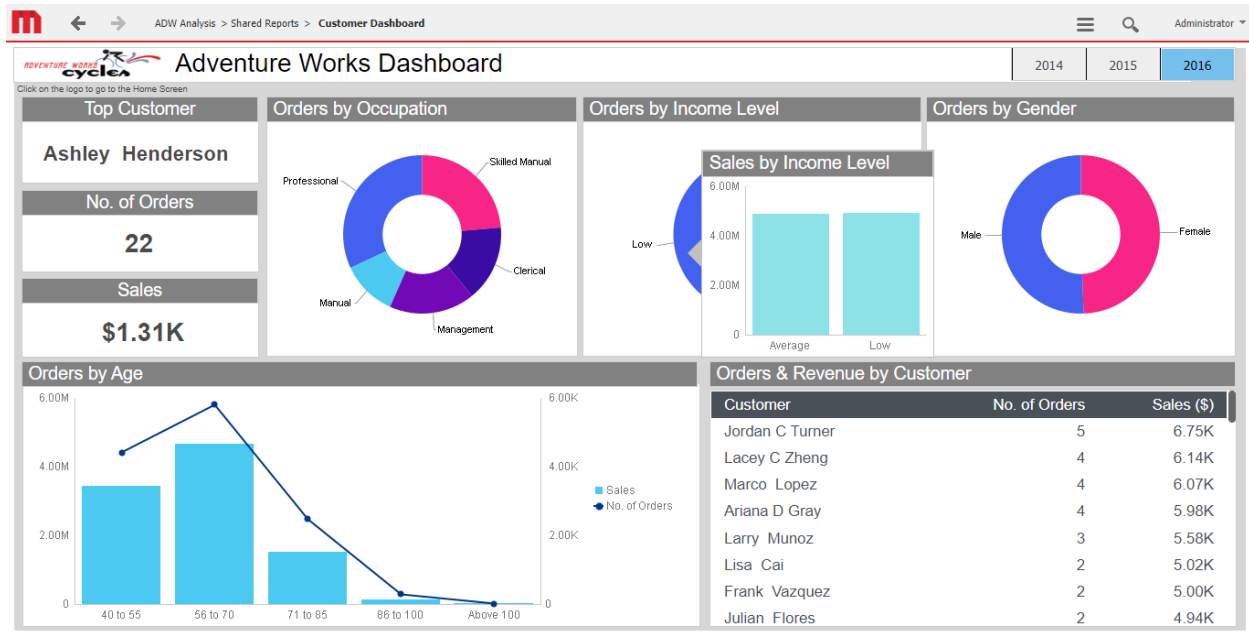 ADW Analysis > Shared Reports > Customer Dashboard
Administrator
ADVENTURE WORKS
cycles
Adventure Works Dashboard
2014
2015
2016
Click on the logo to go to the Home Screen
Top Customer
Ashley Henderson
No. of Orders
22
Sales
$1.31K
Orders by Occupation
Professional
Skilled Manual
Clerical
Manual
Management
Orders by Income Level
Low
Sales by Income Level
6.00M
4.00M
2.00M
0
Average
Low
Orders by Gender
Male
Female
Orders by Age
6.00M
4.00M
2.00M
0
6.00K
4.00K
2.00K
0
40 to 55
56 to 70
71 to 85
86 to 100
Above 100
Sales
No. of Orders
Orders & Revenue by Customer
Customer No. of Orders Sales ($)
Jordan C Turner 5 6.75K
Lacey C Zheng 4 6.14K
Marco Lopez 4 6.07K
Ariana D Gray 4 5.98K
Larry Munoz 3 5.58K
Lisa Cai 2 5.02K
Frank Vazquez 2 5.00K
Julian Flores 2 4.94K